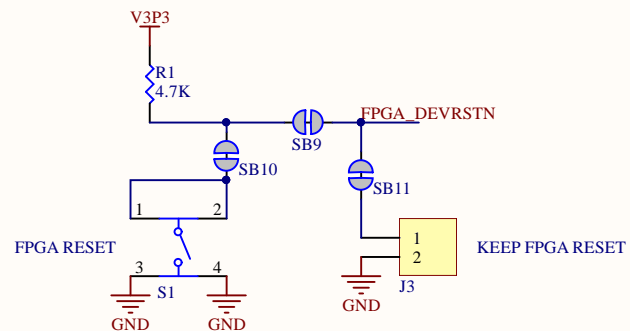 V3P3
R1
4.7K
FPGA_DEVRSTN
SB9
SB10
SB11
1 2
FPGA RESET
3 4
S1
GND GND
1
2
KEEP FPGA RESET
J3
GND